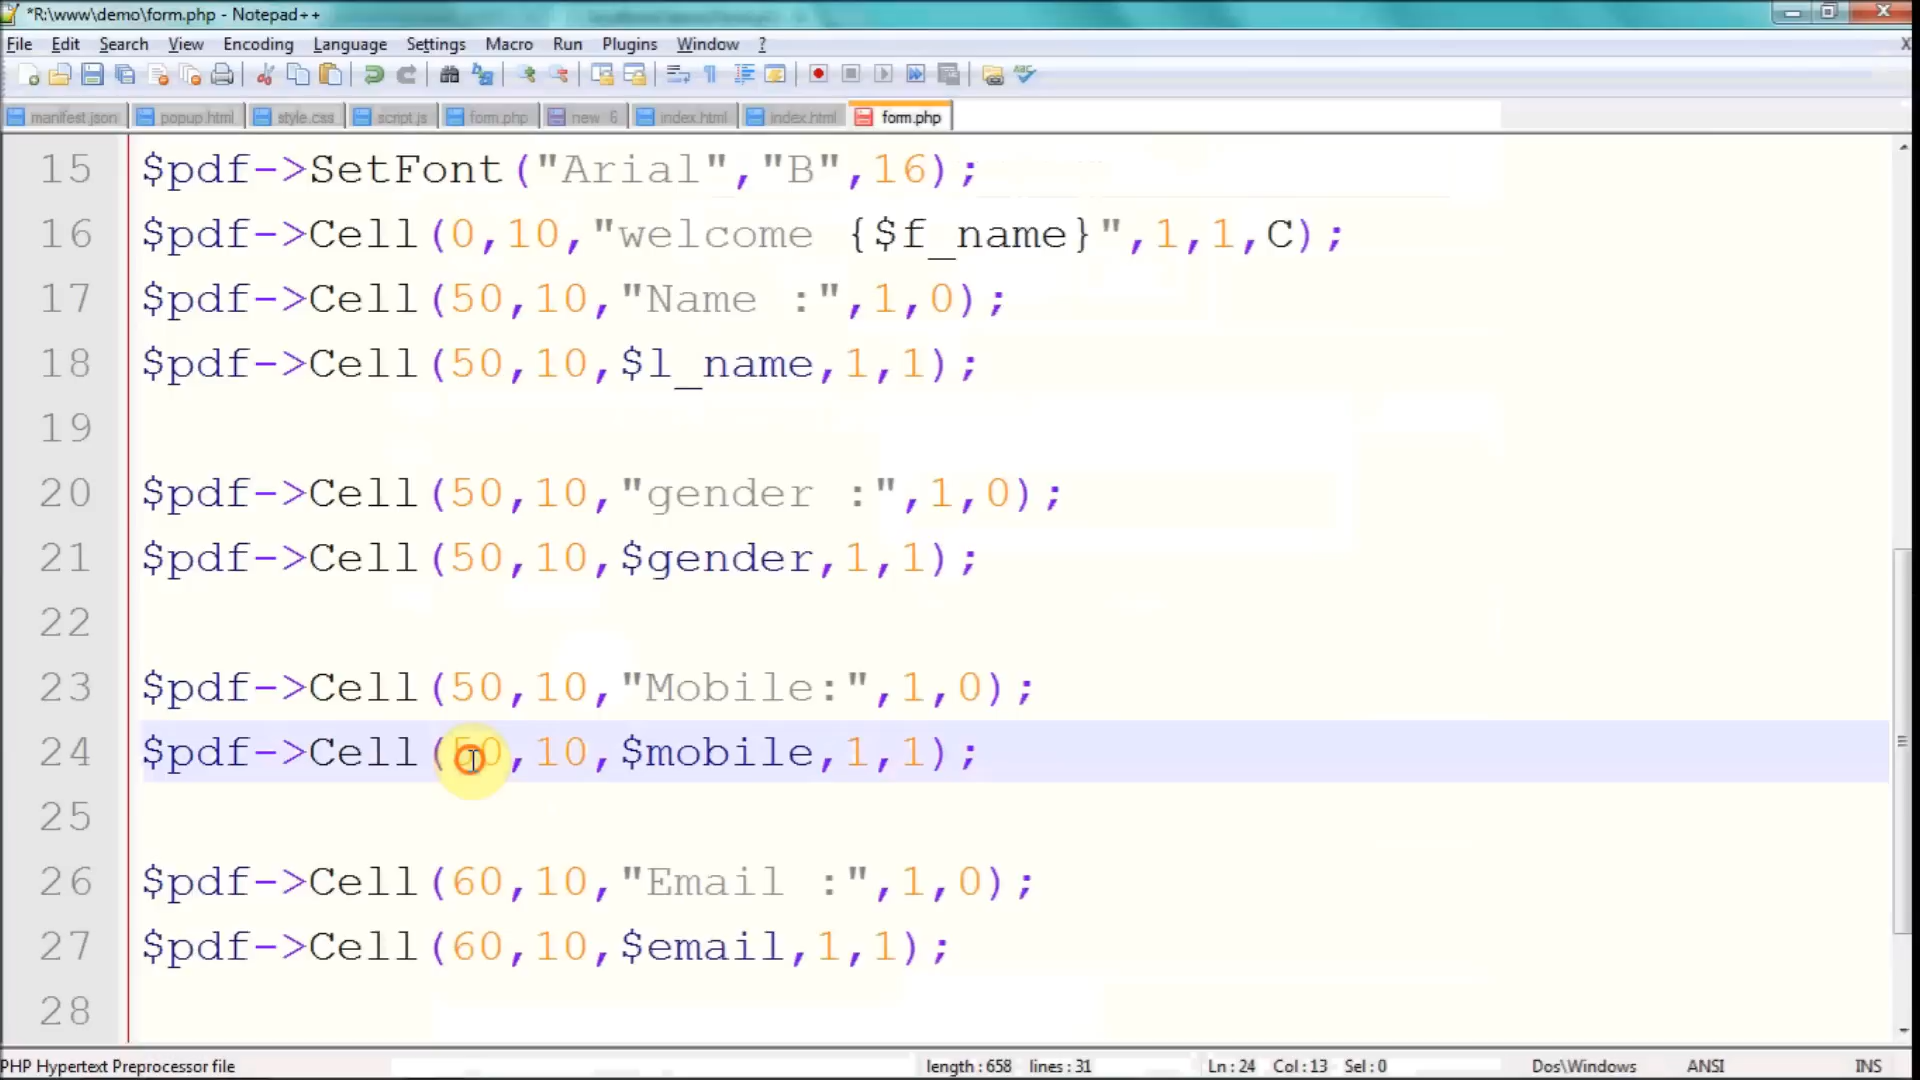 *R:\www\demo\form.php - Notepad++
File Edit Search View Encoding Language Settings Macro Run Plugins Window ?
X
manifest.json popup.html style.css script.js form.php new 6 index.html index.html form.php
15 $pdf->SetFont("Arial","B",16);
16 $pdf->Cell(0,10,"welcome {$f_name}",1,1,C);
17 $pdf->Cell(50,10,"Name :",1,0);
18 $pdf->Cell(50,10,$l_name,1,1);
19
20 $pdf->Cell(50,10,"gender :",1,0);
21 $pdf->Cell(50,10,$gender,1,1);
22
23 $pdf->Cell(50,10,"Mobile:",1,0);
24 $pdf->Cell(50,10,$mobile,1,1);
25
26 $pdf->Cell(60,10,"Email :",1,0);
27 $pdf->Cell(60,10,$email,1,1);
28
PHP Hypertext Preprocessor file length : 658 lines : 31 Ln : 24 Col : 13 Sel : 0 Dos\Windows ANSI INS